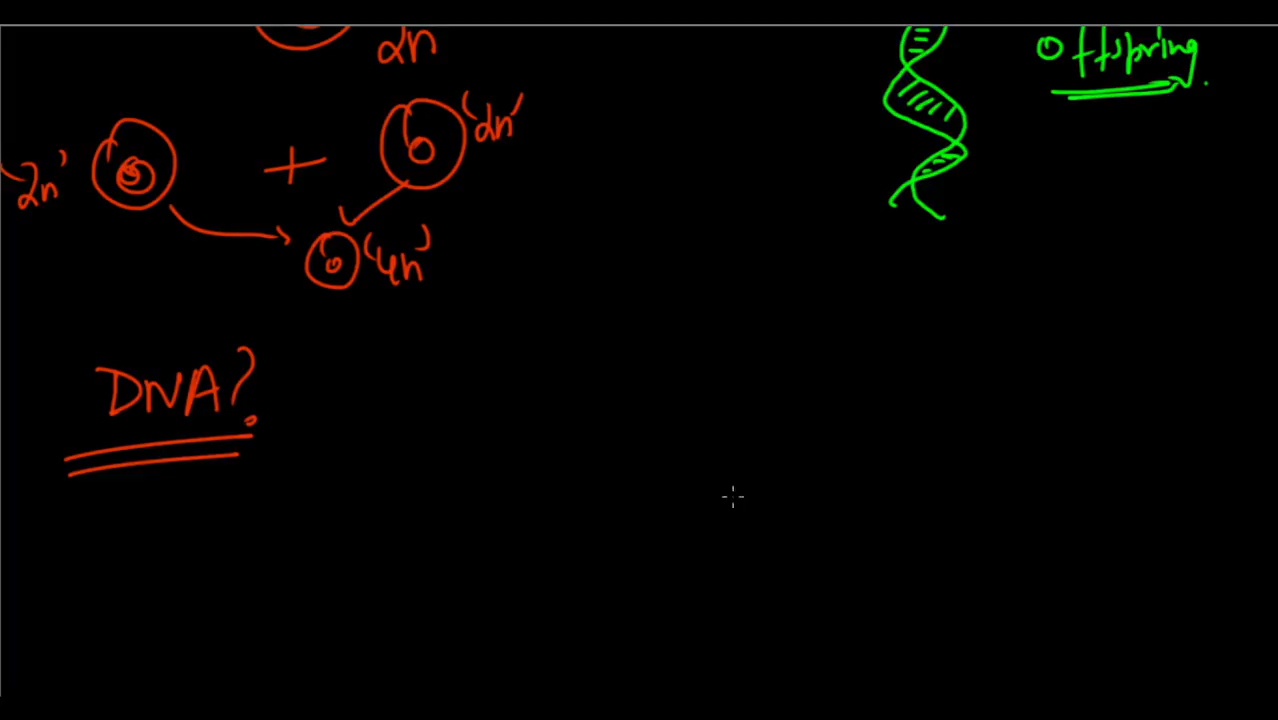 2n
Offspring.
'2n'
+
'2n'
'4n'
DNA?